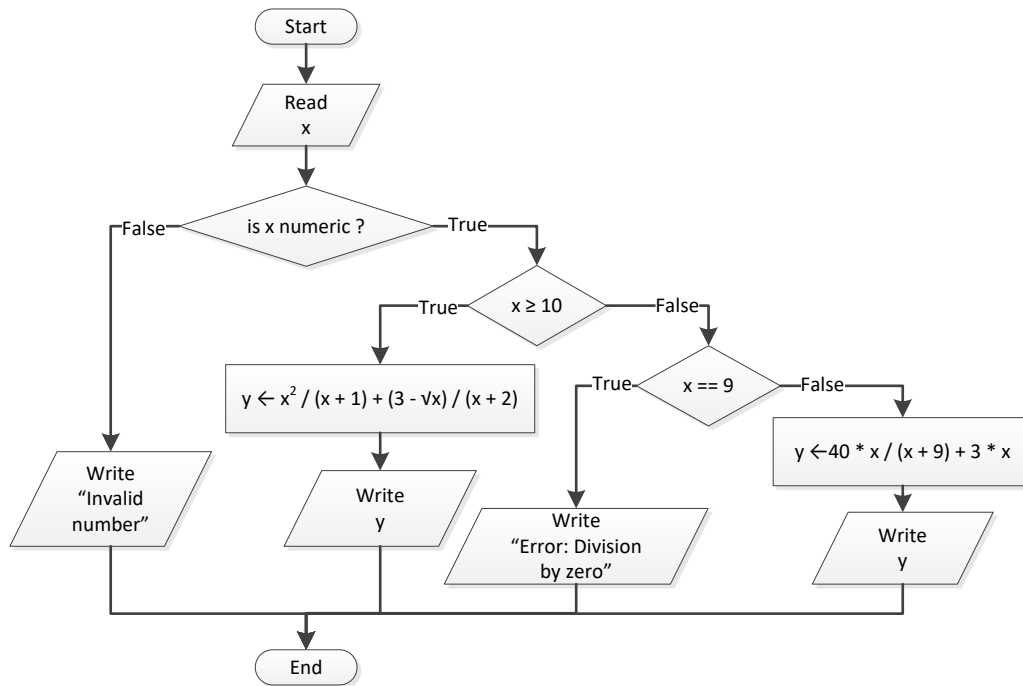 Start
Read
x
is x numeric ?
False
True
x ≥ 10
True
False
x == 9
True
False
y ← x² / (x + 1) + (3 - √x) / (x + 2)
y ←40 * x / (x + 9) + 3 * x
Write
“Invalid
number”
Write
y
Write
“Error: Division
by zero”
Write
y
End